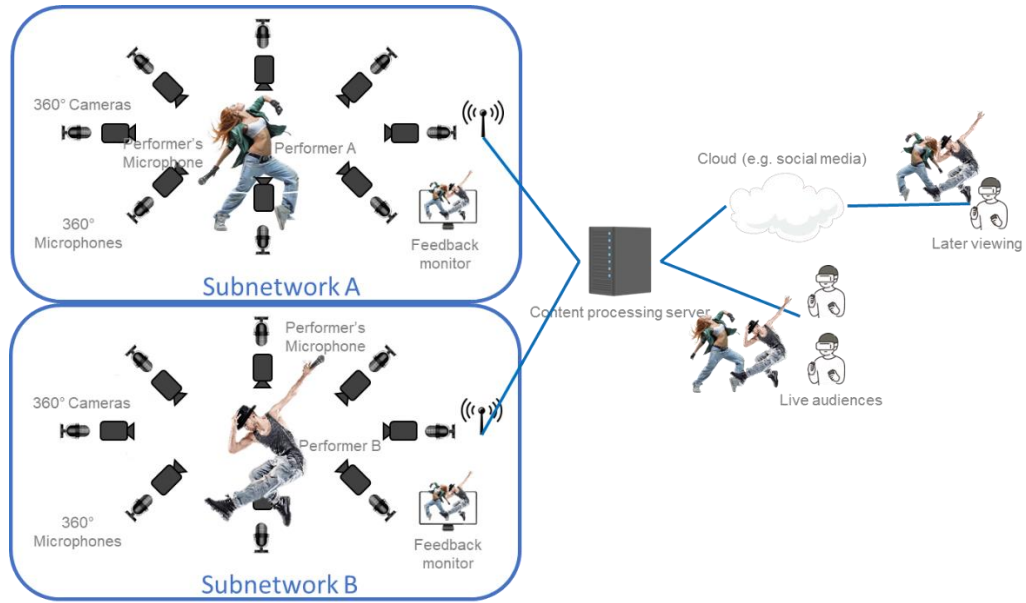 360° Cameras
Performer's
Microphone
Performer A
360°
Microphones
Feedback
monitor
Subnetwork A
Performer's
Microphone
360° Cameras
Performer B
360°
Microphones
Feedback
monitor
Subnetwork B
Content processing server
Cloud (e.g. social media)
Later viewing
Live audiences